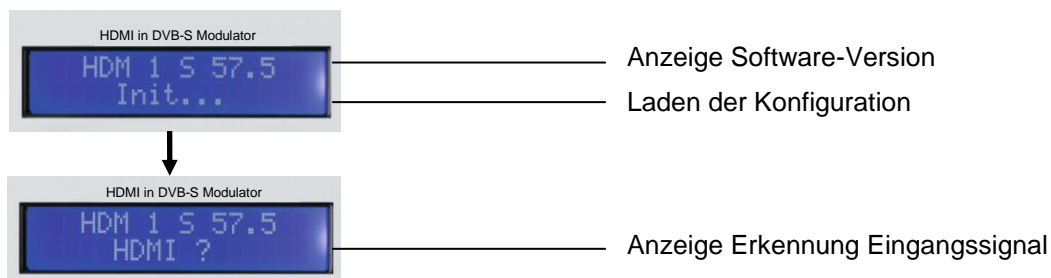 HDMI in DVB-S Modulator
HDM 1 S 57.5
Anzeige Software-Version
Init...
Laden der Konfiguration
HDMI in DVB-S Modulator
HDM 1 S 57.5
HDMI ?
Anzeige Erkennung Eingangssignal